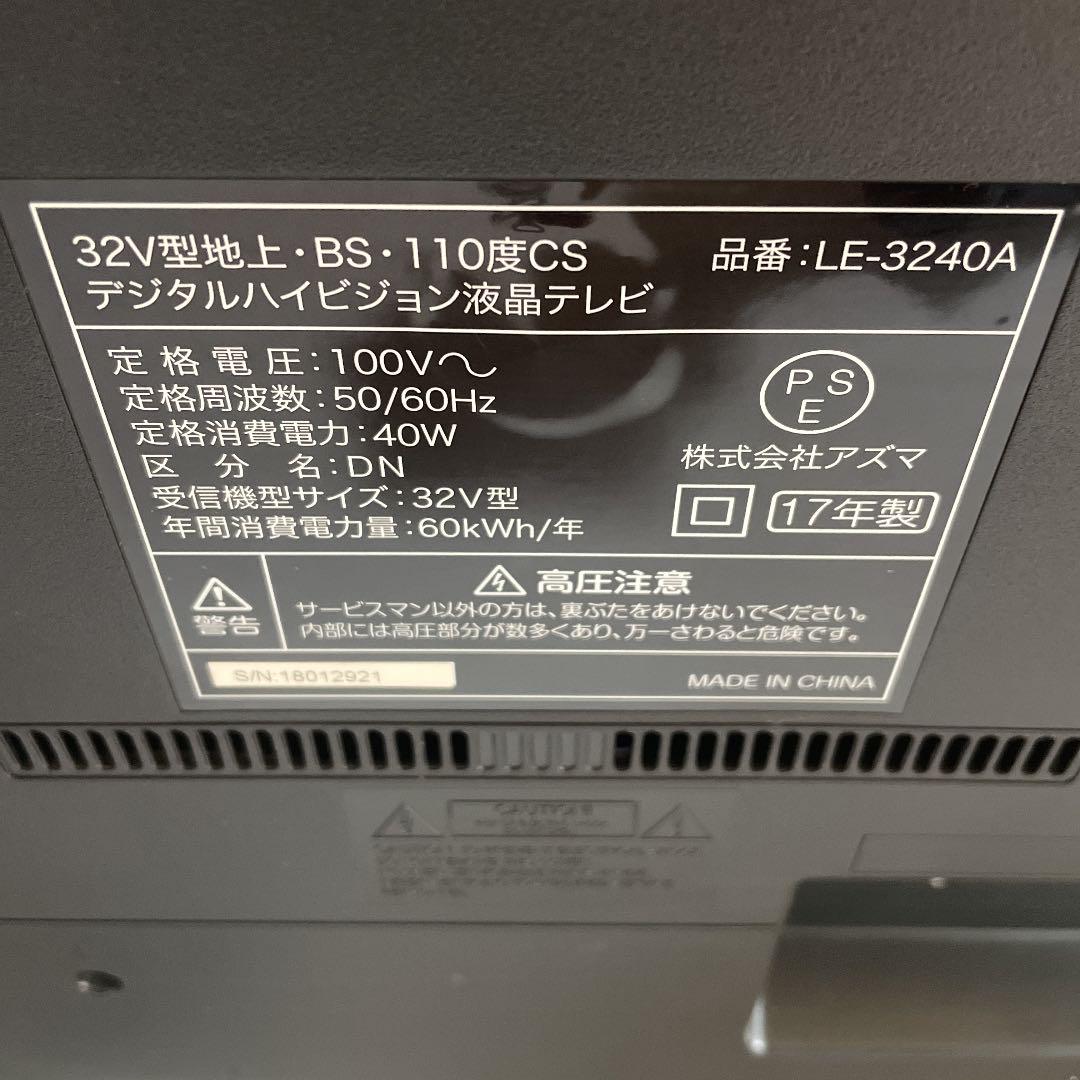 32V型地上・BS・110度CS
デジタルハイビジョン液晶テレビ
品番：LE-3240A
定格電圧：100V～
定格周波数：50/60Hz
定格消費電力：40W
区分名：DN
受信機型サイズ：32V型
年間消費電力量：60kWh/年
PSE
株式会社アズマ
17年製
警告
高圧注意
サービスマン以外の方は、裏ぶたをあけないでください。
内部には高圧部分が数多くあり、万一さわると危険です。
S/N:18012921
MADE IN CHINA